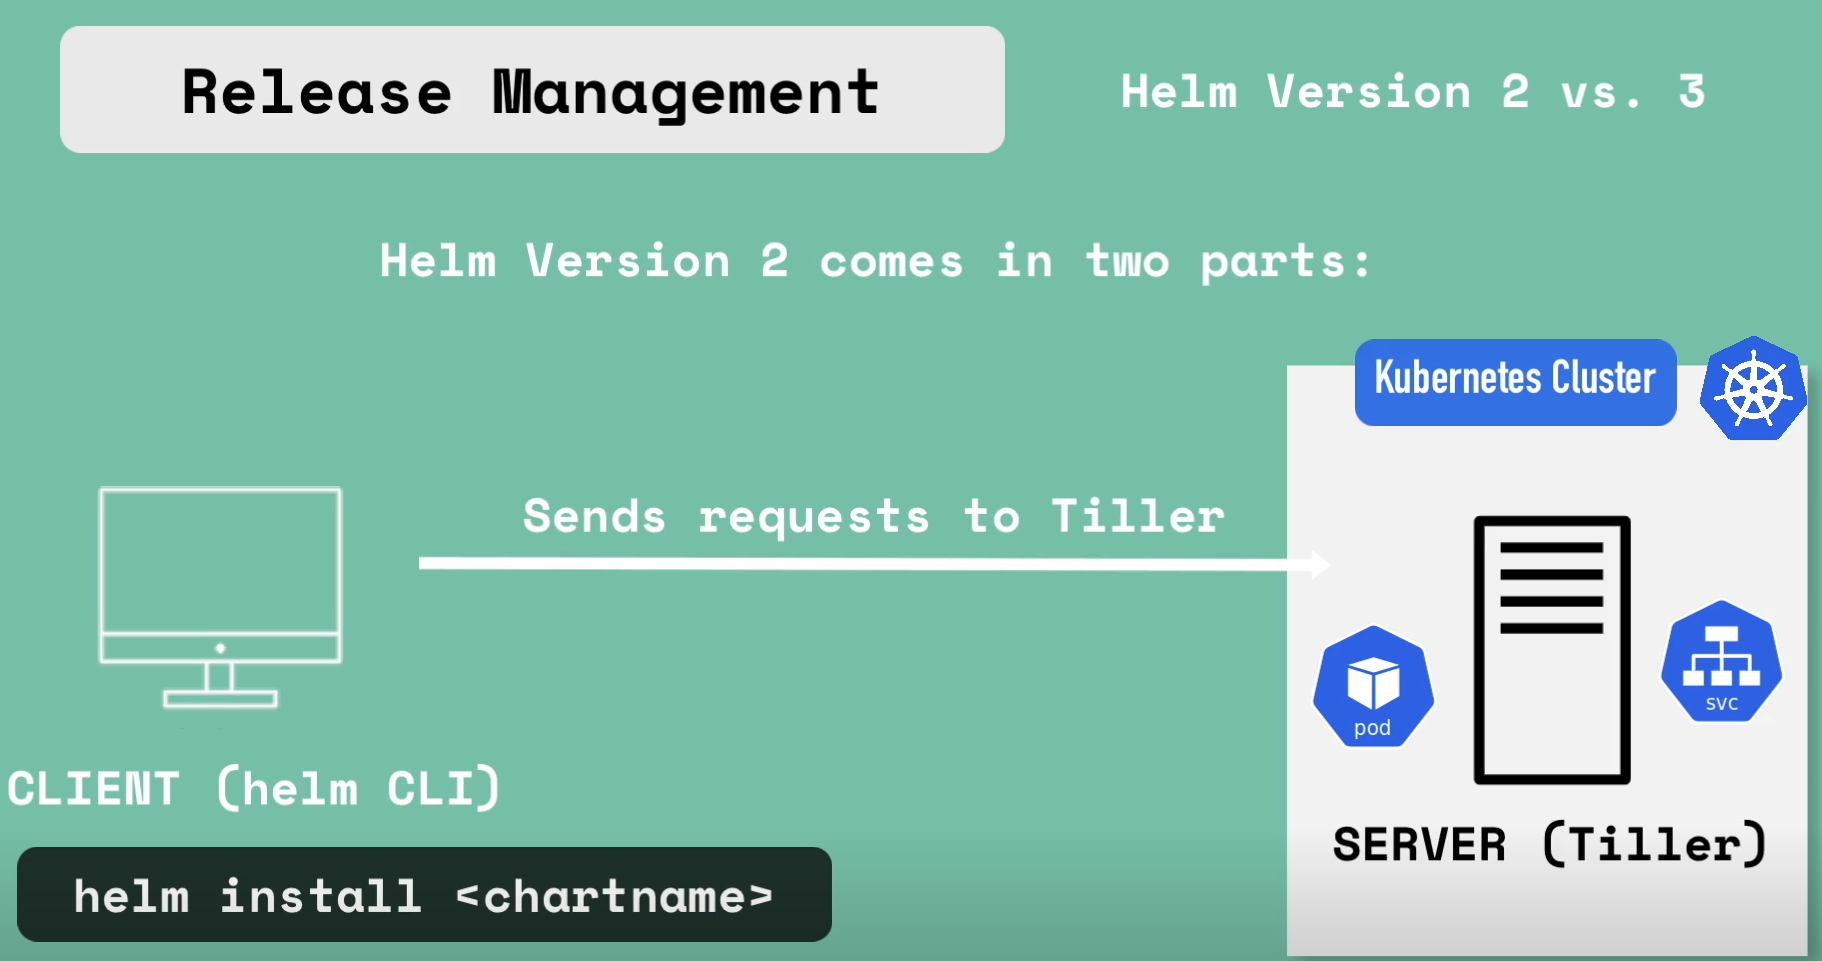 Release Management
Helm Version 2 vs. 3
Helm Version 2 comes in two parts:
Kubernetes Cluster
Sends requests to Tiller
pod
svc
CLIENT (helm CLI)
SERVER (Tiller)
helm install <chartname>